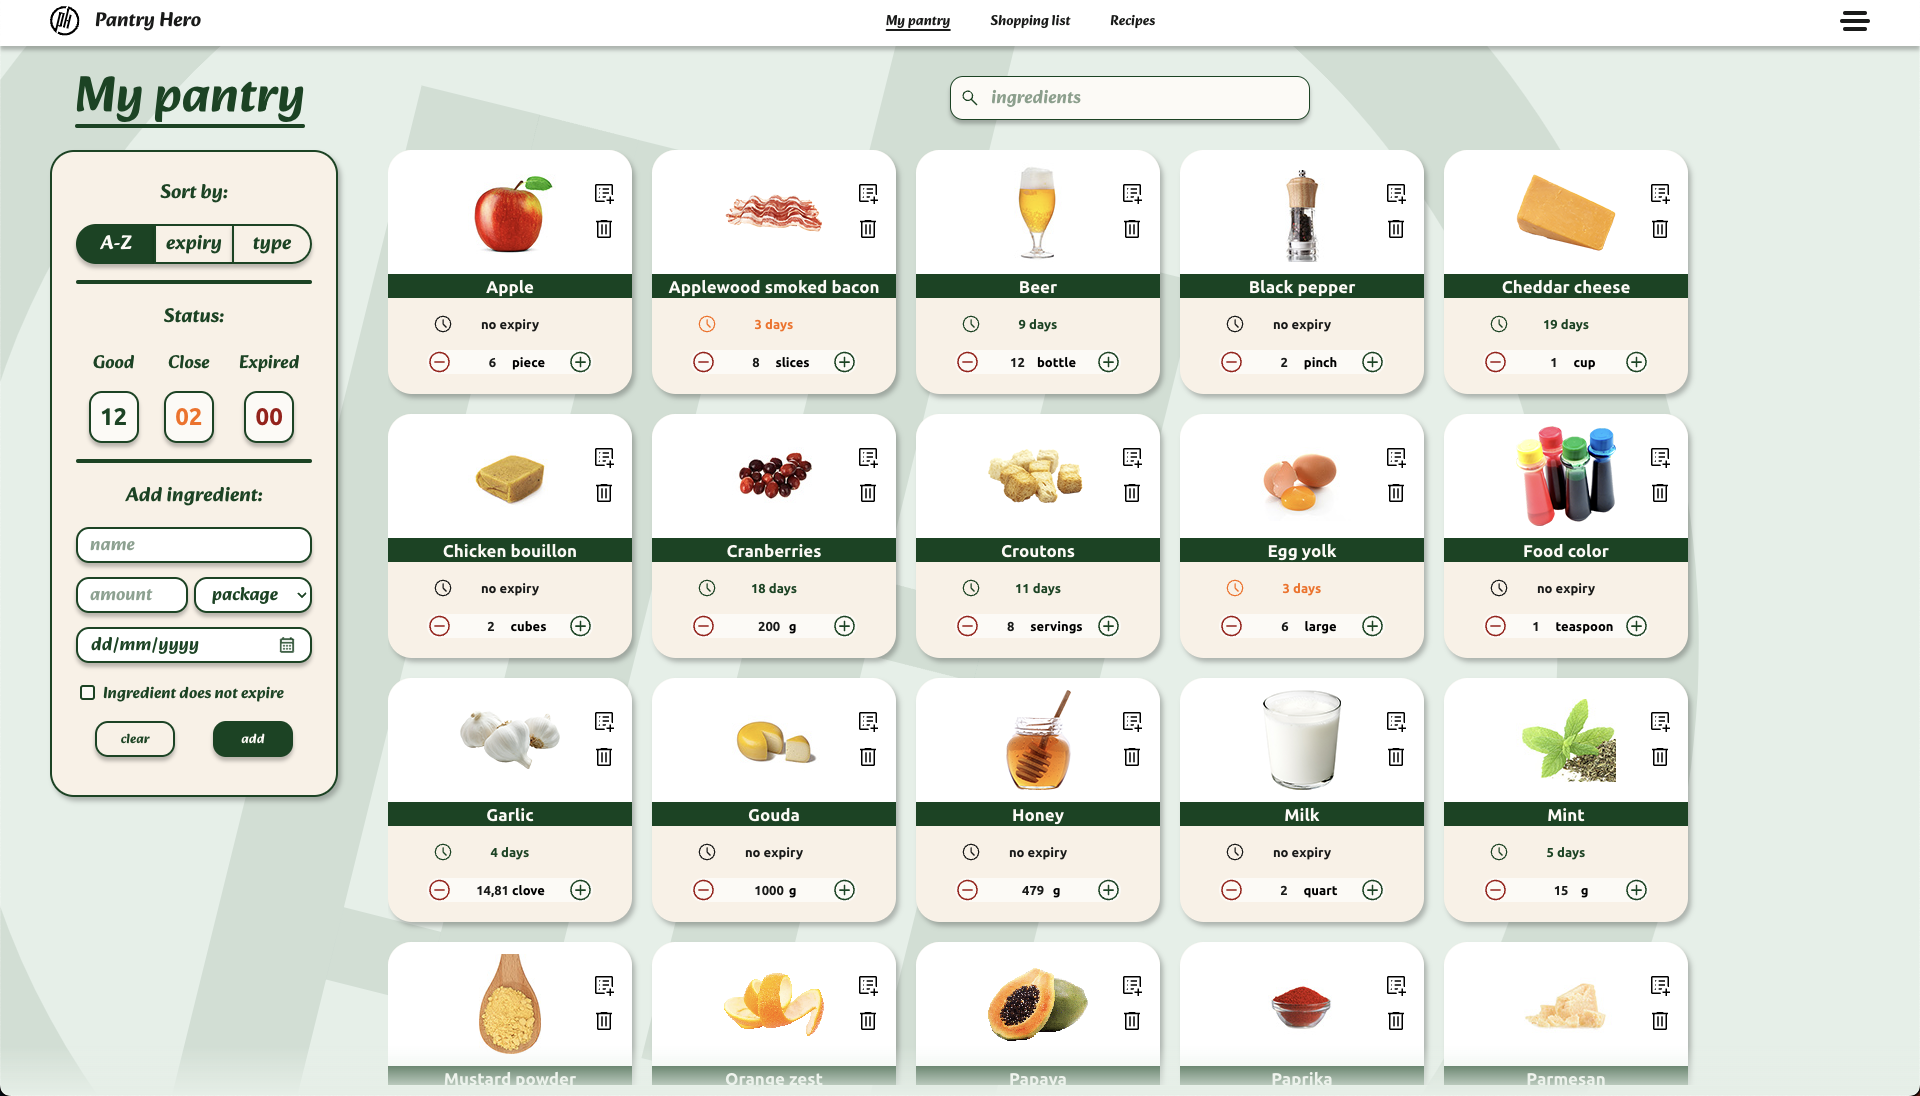 PH Pantry Hero
My pantry Shopping list Recipes
My pantry
ingredients
Sort by:
A-Z expiry type
Status:
Good Close Expired
12 02 00
Add ingredient:
name
amount package
dd/mm/yyyy
Ingredient does not expire
clear add
Apple
no expiry
6 piece
Applewood smoked bacon
3 days
8 slices
Beer
9 days
12 bottle
Black pepper
no expiry
2 pinch
Cheddar cheese
19 days
1 cup
Chicken bouillon
no expiry
2 cubes
Cranberries
18 days
200 g
Croutons
11 days
8 servings
Egg yolk
3 days
6 large
Food color
no expiry
1 teaspoon
Garlic
4 days
14,81 clove
Gouda
no expiry
1000 g
Honey
no expiry
479 g
Milk
no expiry
2 quart
Mint
5 days
15 g
Mustard powder
Orange zest
Papaya
Paprika
Parmesan